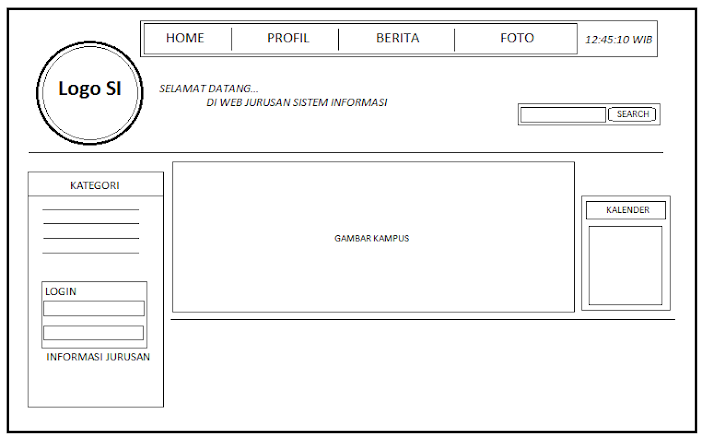 HOME PROFIL BERITA FOTO 12:45:10 WIB
Logo SI
SELAMAT DATANG...
DI WEB JURUSAN SISTEM INFORMASI
SEARCH
KATEGORI
GAMBAR KAMPUS
KALENDER
LOGIN
INFORMASI JURUSAN